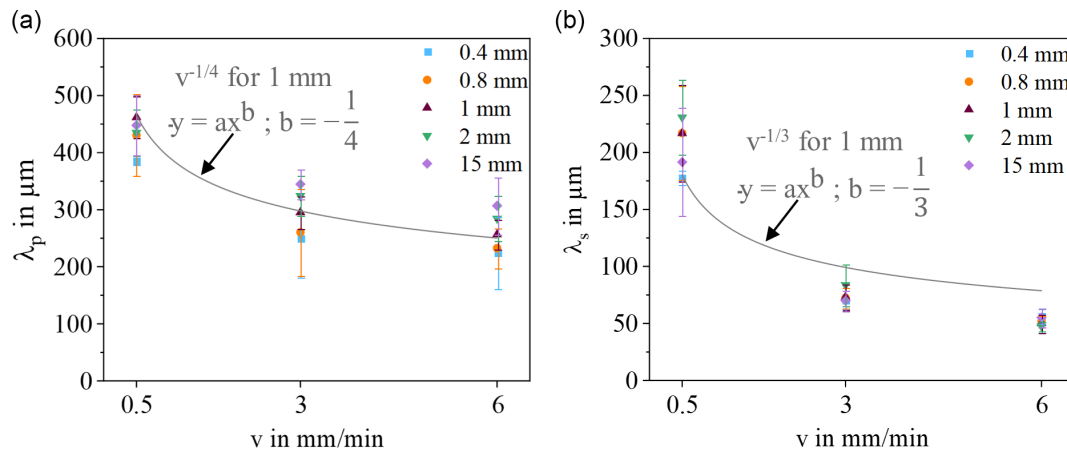 (a)
600
500
400
300
200
100
0
λp in μm
0.5
3
6
v in mm/min
0.4 mm
0.8 mm
1 mm
2 mm
15 mm
v-1/4 for 1 mm
y = axb ; b = −1/4
(b)
300
250
200
150
100
50
0
λs in μm
0.5
3
6
v in mm/min
0.4 mm
0.8 mm
1 mm
2 mm
15 mm
v-1/3 for 1 mm
y = axb ; b = −1/3